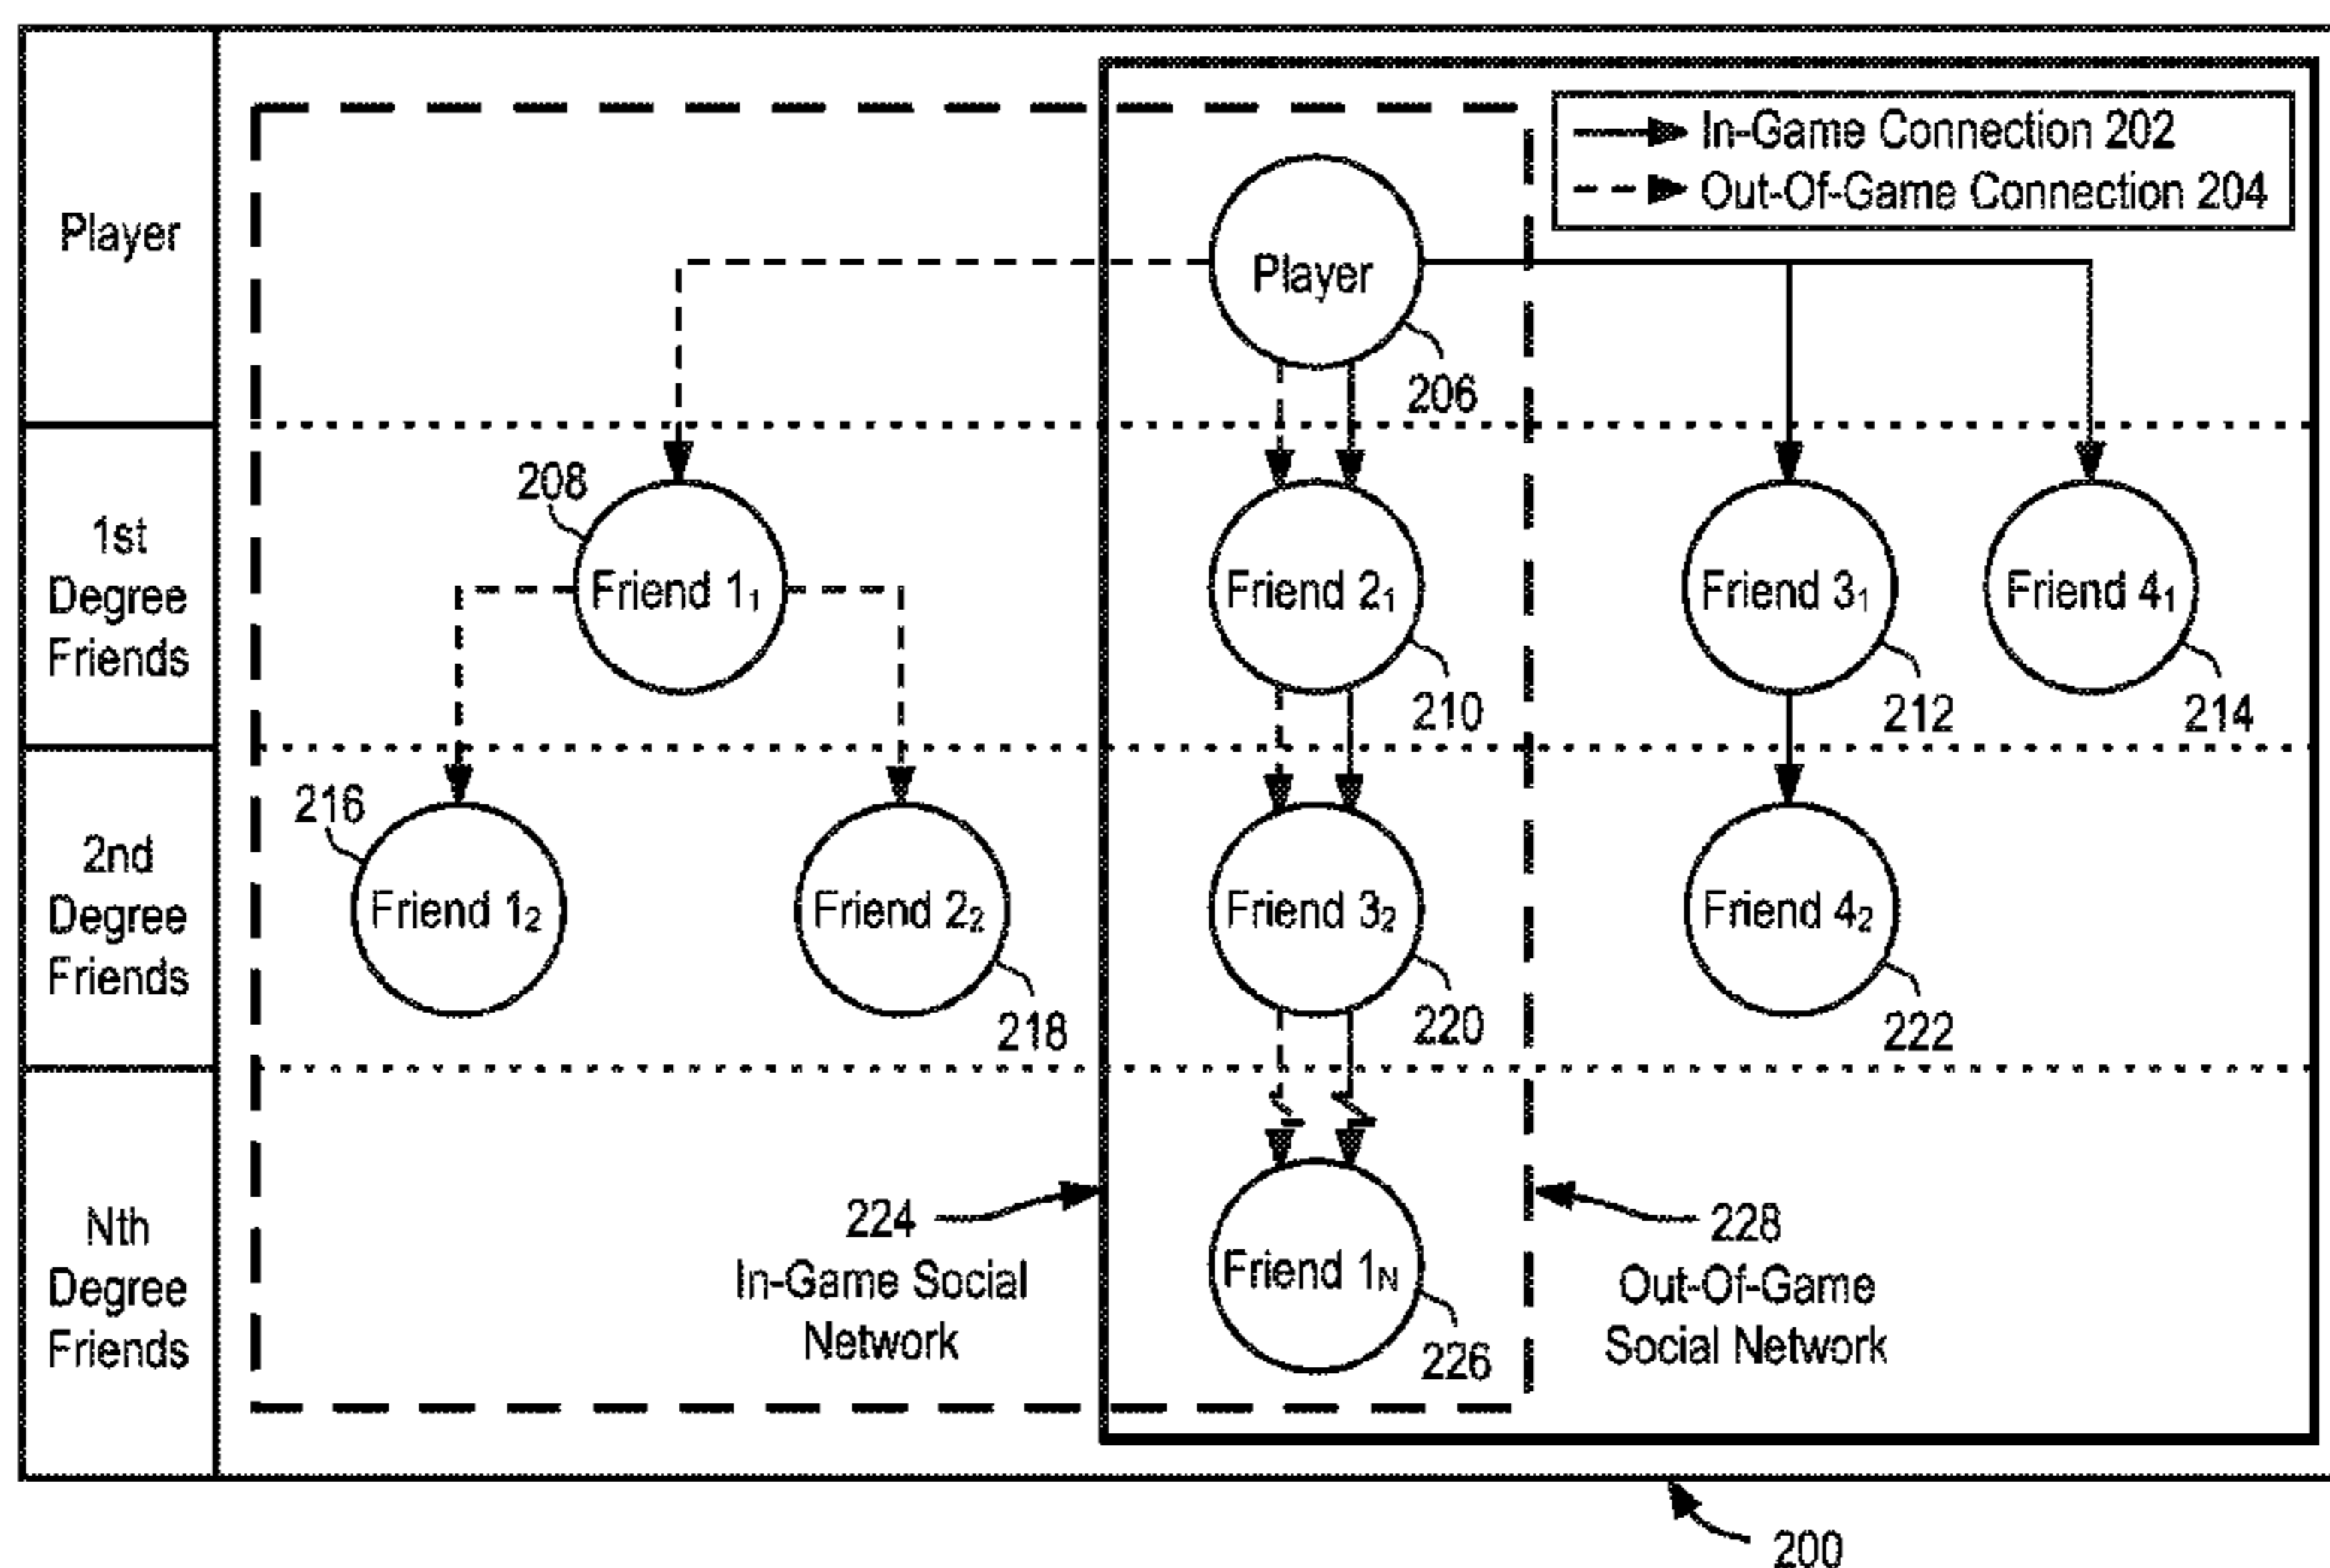 In-Game Connection 202
Out-Of-Game Connection 204
Player
Player
206
1st
Degree
Friends
208
Friend 1₁
Friend 2₁
Friend 3₁
Friend 4₁
210
212
214
2nd
Degree
Friends
216
Friend 1₂
Friend 2₂
Friend 3₂
Friend 4₂
218
220
222
Nth
Degree
Friends
224
In-Game Social
Network
Friend 1ₙ
226
228
Out-Of-Game
Social Network
200